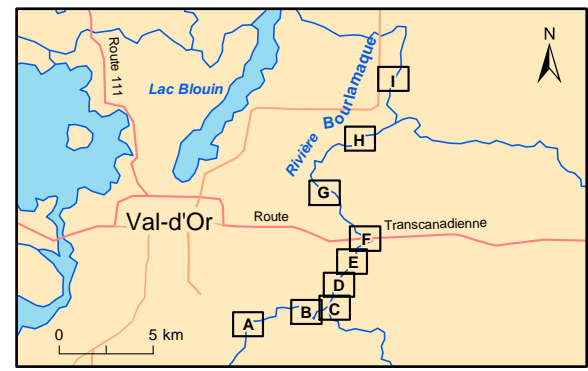 Route 111
Lac Blouin
Rivière Bourlamaque
N
I
H
G
Val-d'Or
Route
Transcanadienne
F
E
D
C
B
A
0
5 km